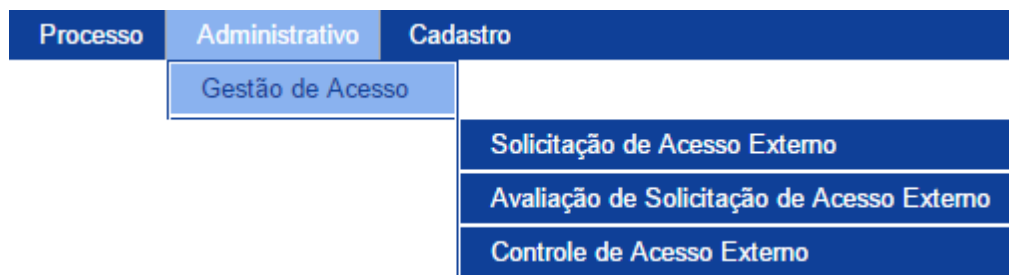 Processo Administrativo Cadastro
Gestão de Acesso
Solicitação de Acesso Externo
Avaliação de Solicitação de Acesso Externo
Controle de Acesso Externo